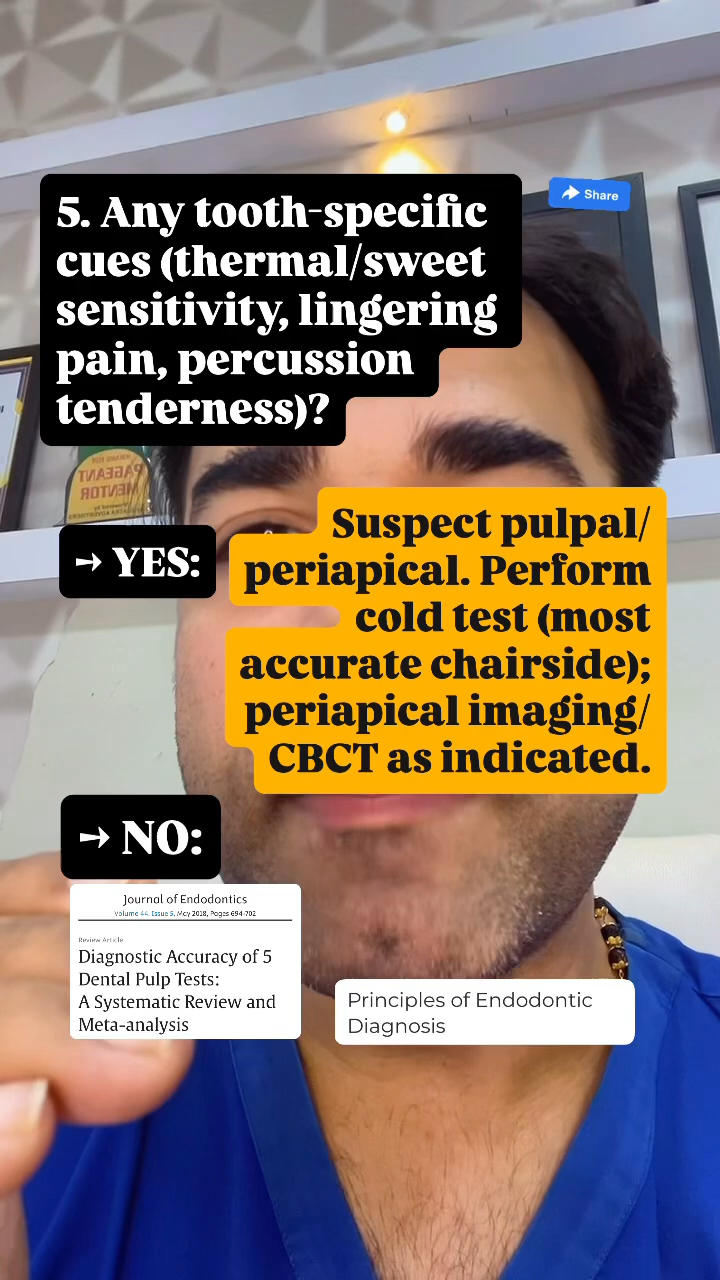 Share
5. Any tooth-specific
cues (thermal/sweet
sensitivity, lingering
pain, percussion
tenderness)?
→ YES:
Suspect pulpal/
periapical. Perform
cold test (most
accurate chairside);
periapical imaging/
CBCT as indicated.
→ NO:
Journal of Endodontics
Volume 44, Issue 5, May 2018, Pages 694-702
Review Article
Diagnostic Accuracy of 5
Dental Pulp Tests:
A Systematic Review and
Meta-analysis
Principles of Endodontic
Diagnosis
PAGEANT
MENTOR